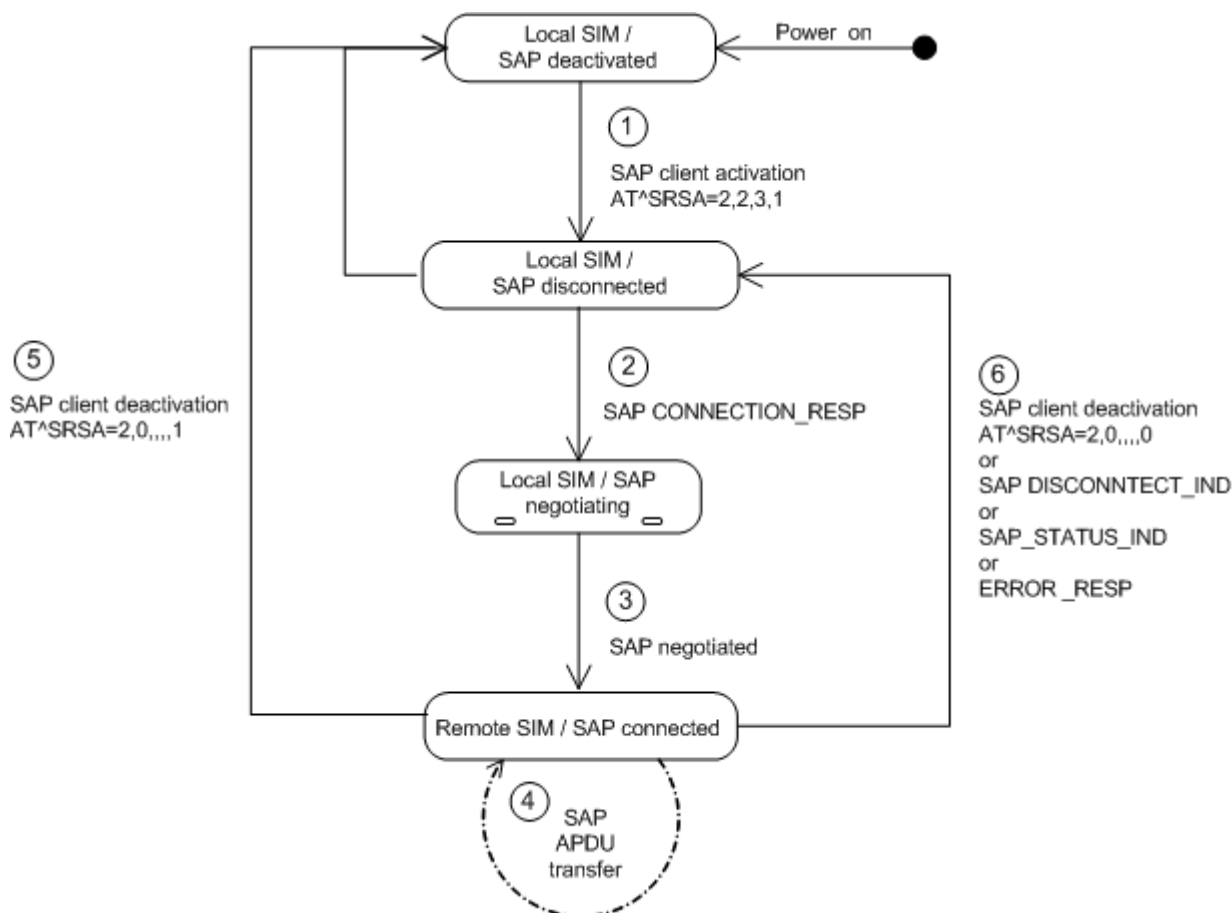 Local SIM /
SAP deactivated
Power on
1
SAP client activation
AT^SRSA=2,2,3,1
Local SIM /
SAP disconnected
5
SAP client deactivation
AT^SRSA=2,0,,,,1
2
SAP CONNECTION_RESP
6
SAP client deactivation
AT^SRSA=2,0,,,,0
or
SAP DISCONNTECT_IND
or
SAP_STATUS_IND
or
ERROR _RESP
Local SIM / SAP
negotiating
3
SAP negotiated
Remote SIM / SAP connected
4
SAP
APDU
transfer